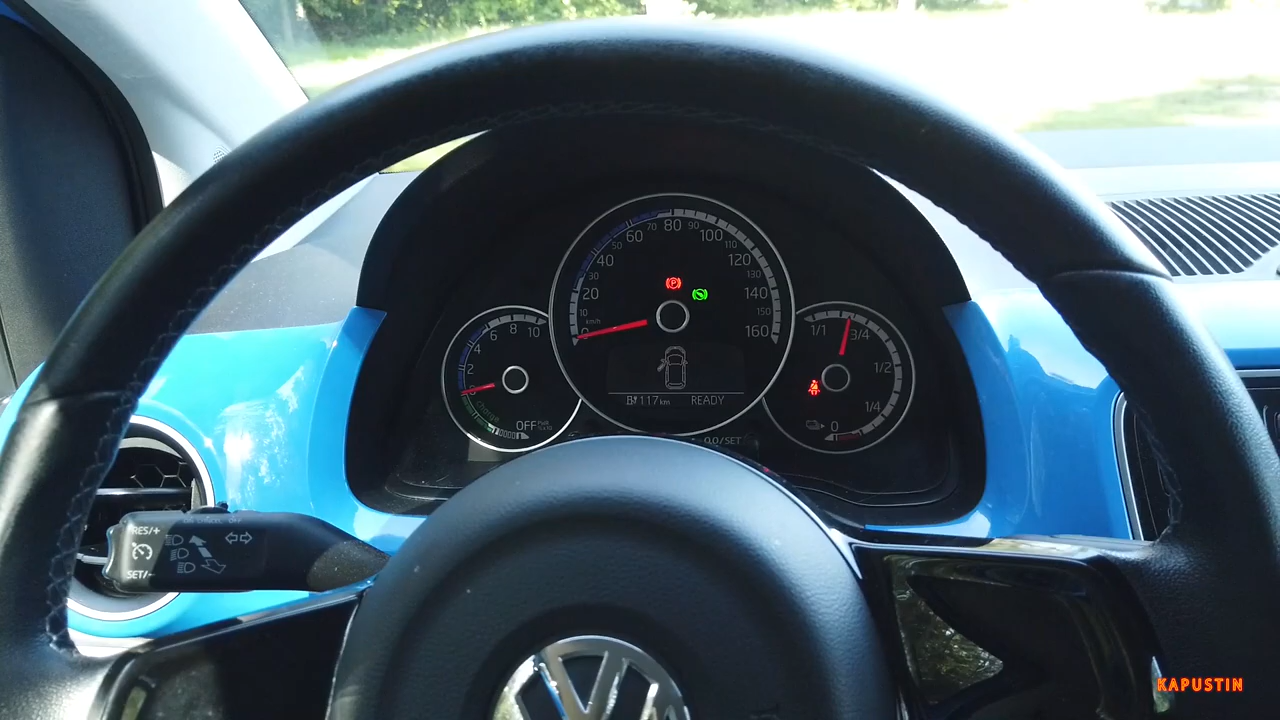 10 20 30 40 50 60 70 80 90 100 110 120 130 140 150 160
km/h
0
P
117 km READY
2 4 6 8 10
charge
OFF
1/1 3/4 1/2 1/4 0
0.0/SET
RES/+
SET/-
KAPUSTIN